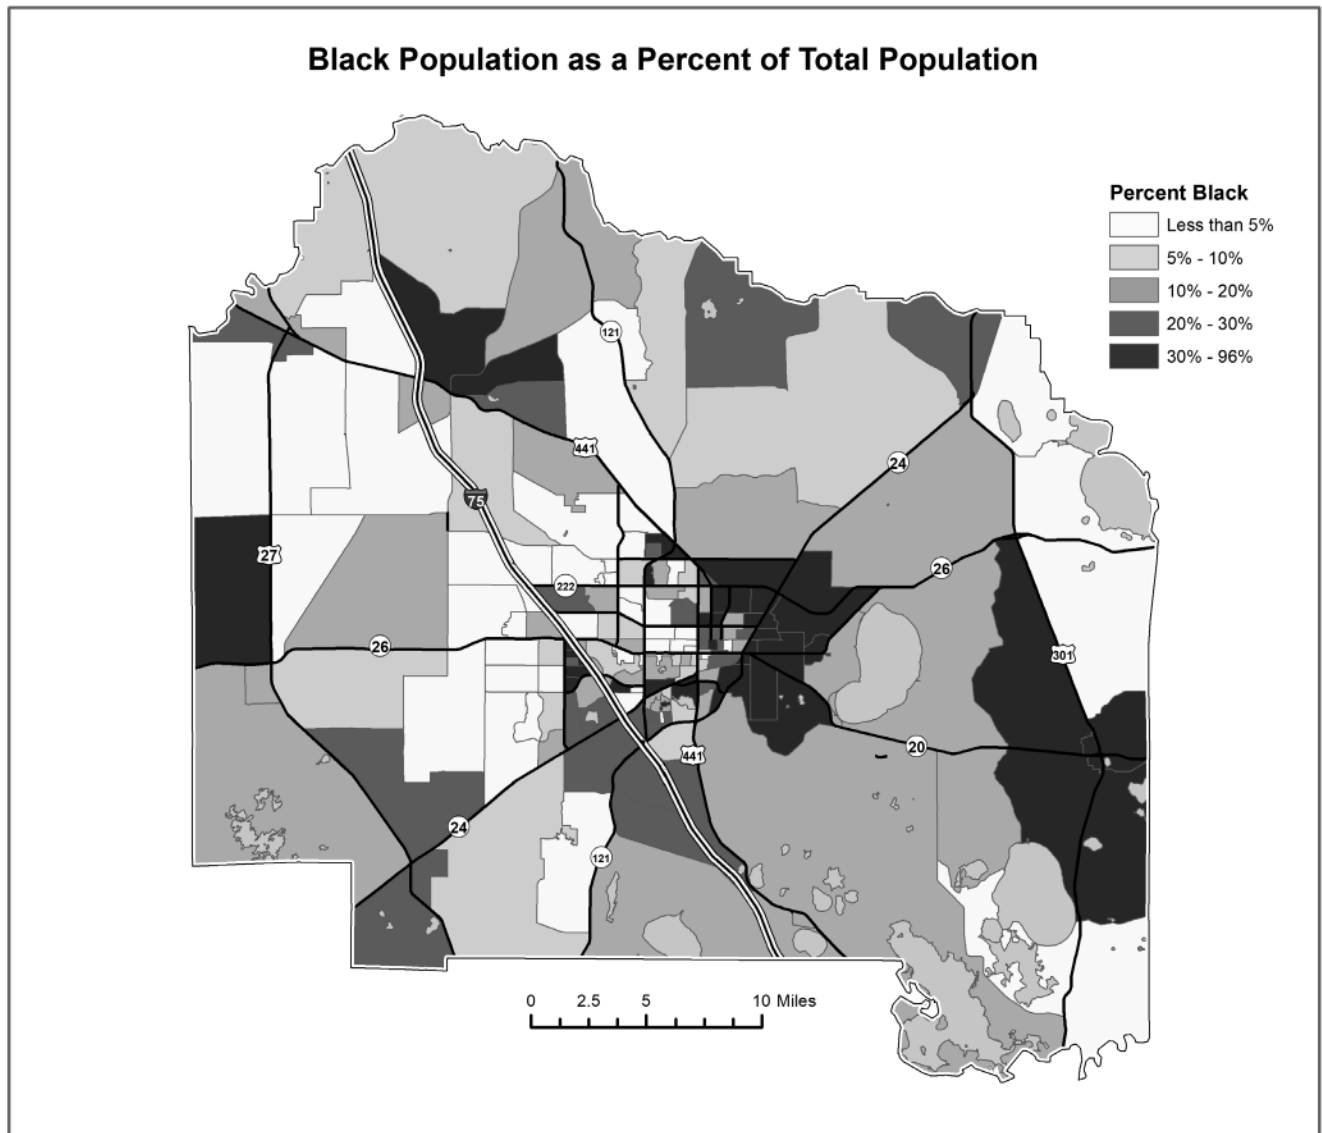 Black Population as a Percent of Total Population
Percent Black
Less than 5%
5% - 10%
10% - 20%
20% - 30%
30% - 96%
121
441
24
75
27
26
222
26
301
20
441
24
121
0 2.5 5 10 Miles